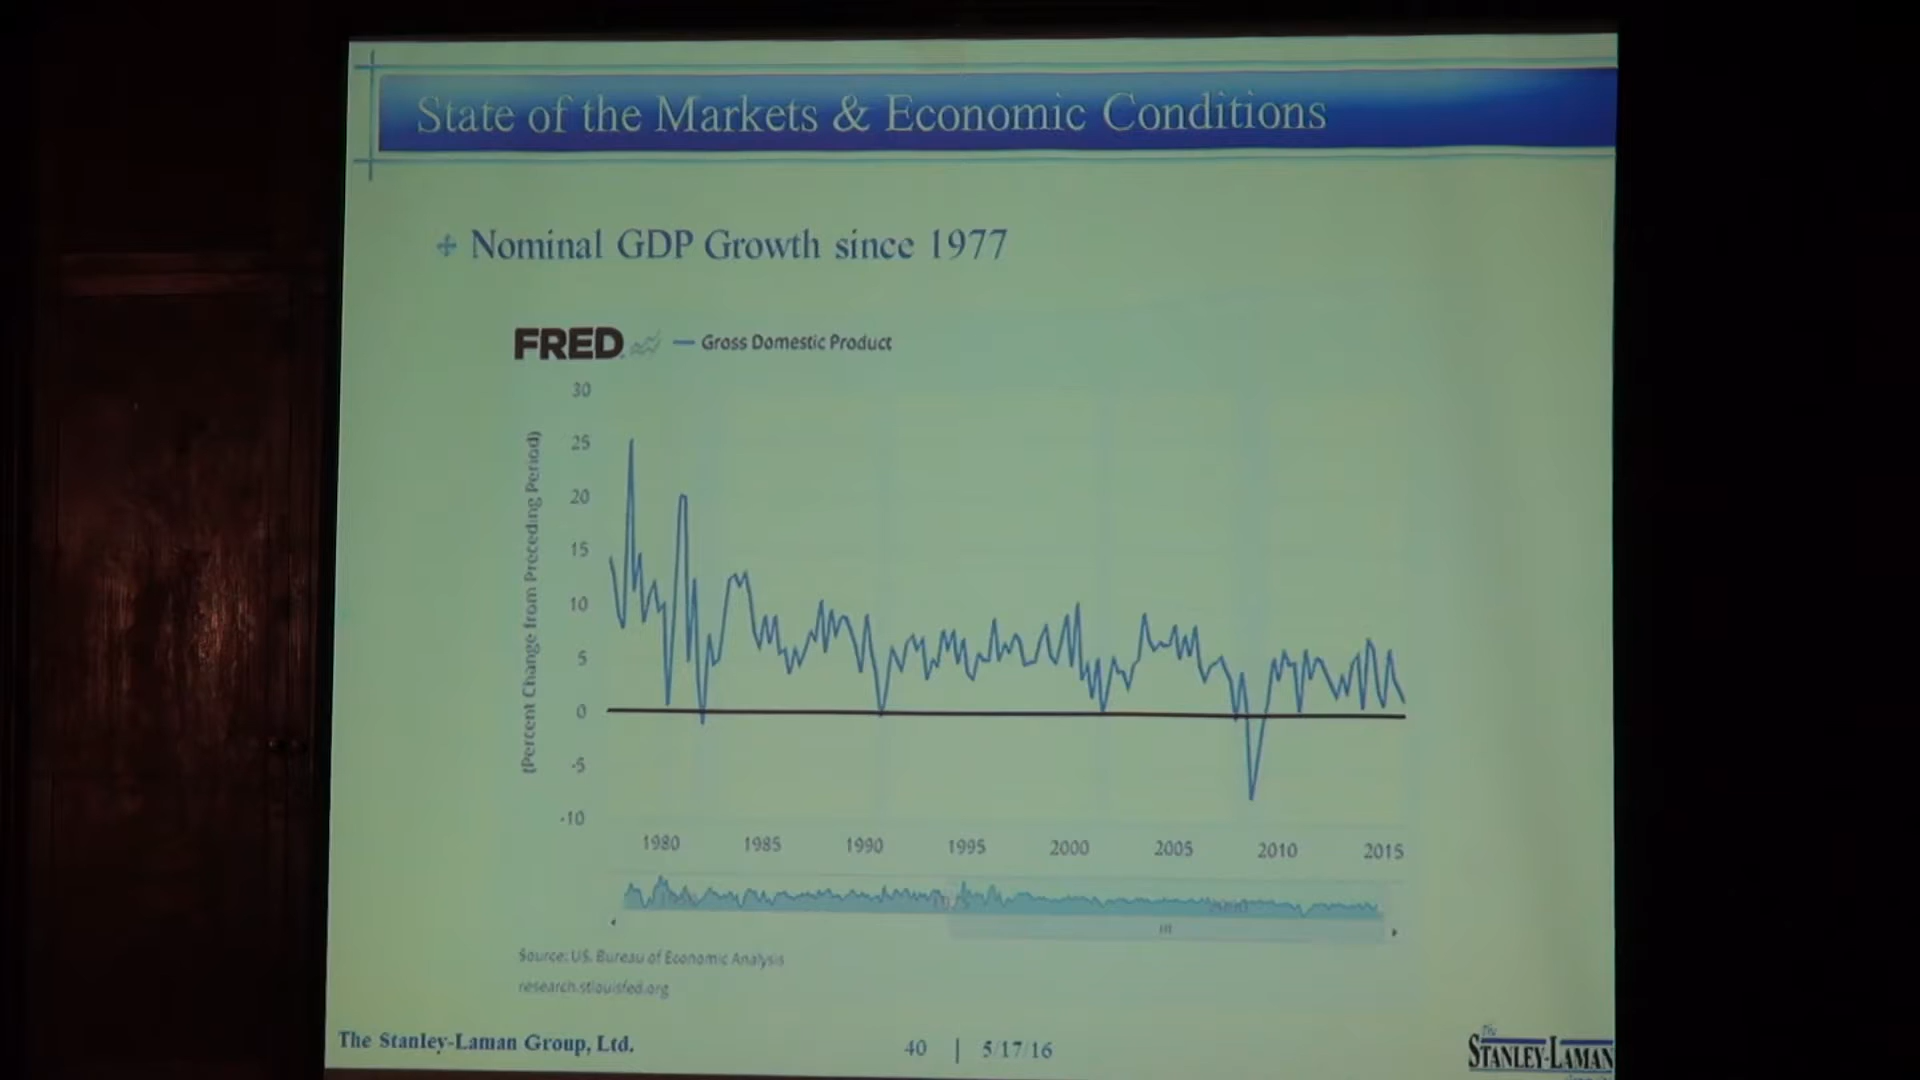 State of the Markets & Economic Conditions
Nominal GDP Growth since 1977
FRED
Gross Domestic Product
30
25
20
15
10
5
0
-5
-10
(Percent Change from Preceding Period)
1980
1985
1990
1995
2000
2005
2010
2015
Source: US. Bureau of Economic Analysis
research.stlouisfed.org
The Stanley-Laman Group, Ltd.
40 | 5/17/16
The
STANLEY-LAMAN